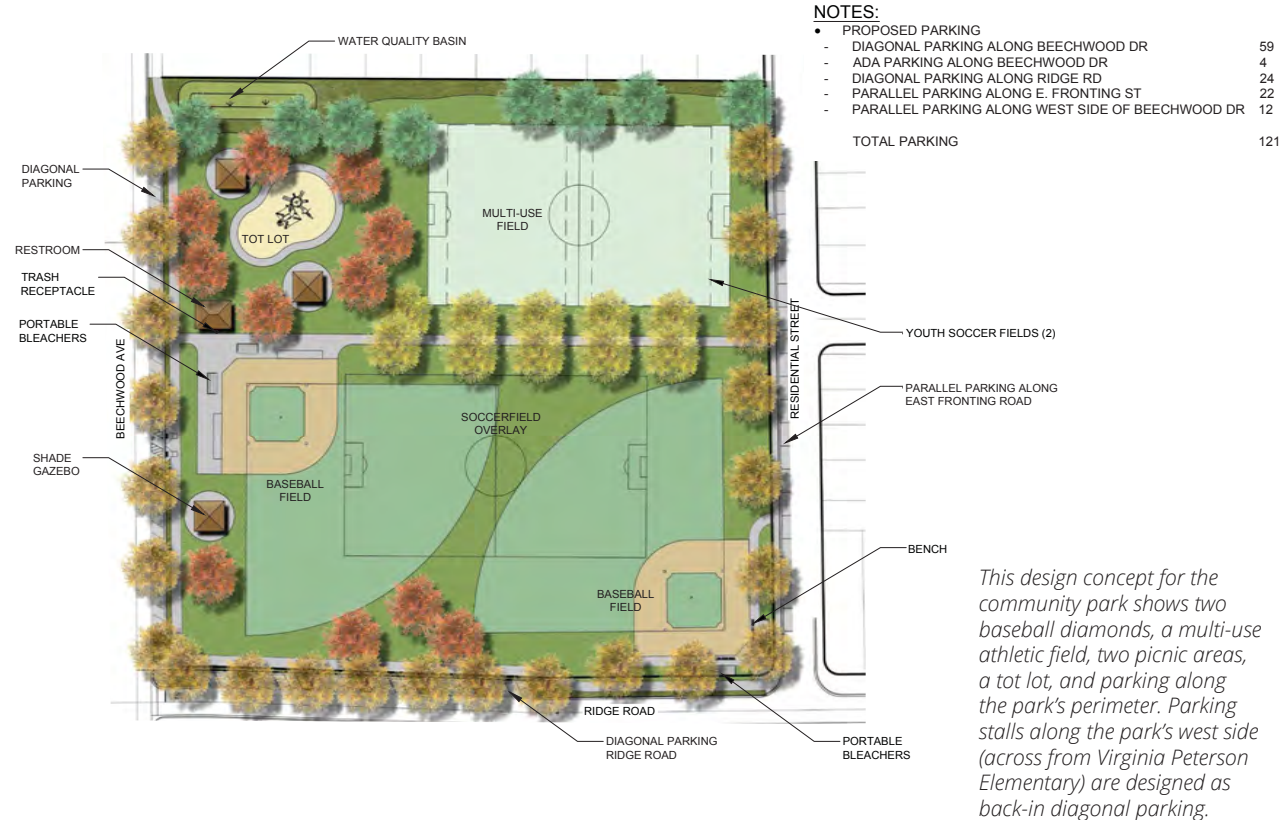 NOTES:
• PROPOSED PARKING
- DIAGONAL PARKING ALONG BEECHWOOD DR 59
- ADA PARKING ALONG BEECHWOOD DR 4
- DIAGONAL PARKING ALONG RIDGE RD 24
- PARALLEL PARKING ALONG E. FRONTING ST 22
- PARALLEL PARKING ALONG WEST SIDE OF BEECHWOOD DR 12
TOTAL PARKING 121
WATER QUALITY BASIN
DIAGONAL
PARKING
RESTROOM
TRASH
RECEPTACLE
PORTABLE
BLEACHERS
BEECHWOOD AVE
SHADE
GAZEBO
TOT LOT
MULTI-USE
FIELD
SOCCERFIELD
OVERLAY
BASEBALL
FIELD
BASEBALL
FIELD
RESIDENTIAL STREET
YOUTH SOCCER FIELDS (2)
PARALLEL PARKING ALONG
EAST FRONTING ROAD
BENCH
RIDGE ROAD
DIAGONAL PARKING
RIDGE ROAD
PORTABLE
BLEACHERS
This design concept for the
community park shows two
baseball diamonds, a multi-use
athletic field, two picnic areas,
a tot lot, and parking along
the park's perimeter. Parking
stalls along the park's west side
(across from Virginia Peterson
Elementary) are designed as
back-in diagonal parking.